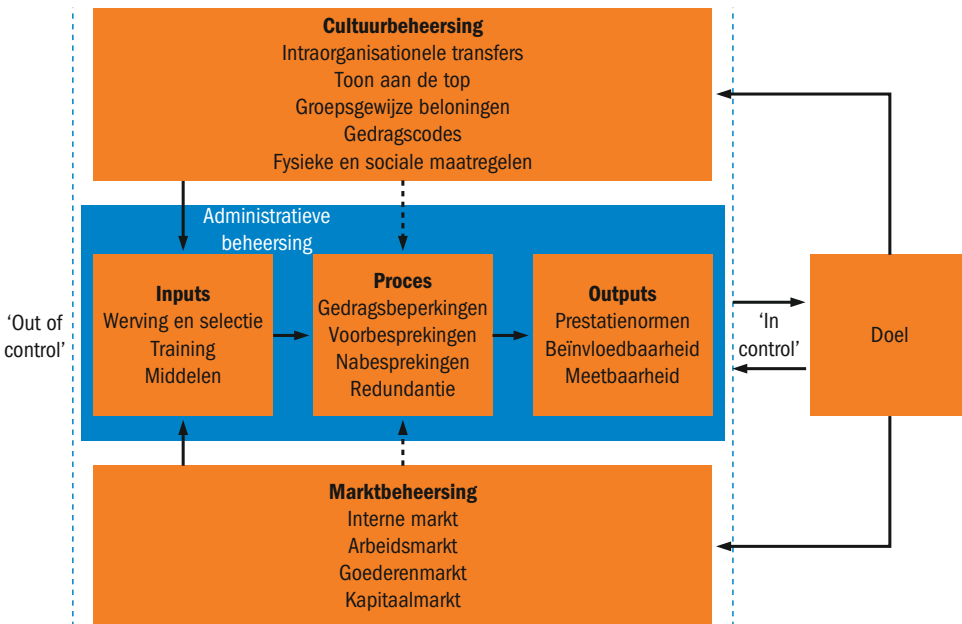 Cultuurbeheersing
Intraorganisationele transfers
Toon aan de top
Groepsgewijze beloningen
Gedragscodes
Fysieke en sociale maatregelen
Administratieve
beheersing
'Out of
control'
Inputs
Werving en selectie
Training
Middelen
Proces
Gedragsbeperkingen
Voorbesprekingen
Nabesprekingen
Redundantie
Outputs
Prestatienormen
Beïnvloedbaarheid
Meetbaarheid
'In
control'
Doel
Marktbeheersing
Interne markt
Arbeidsmarkt
Goederenmarkt
Kapitaalmarkt